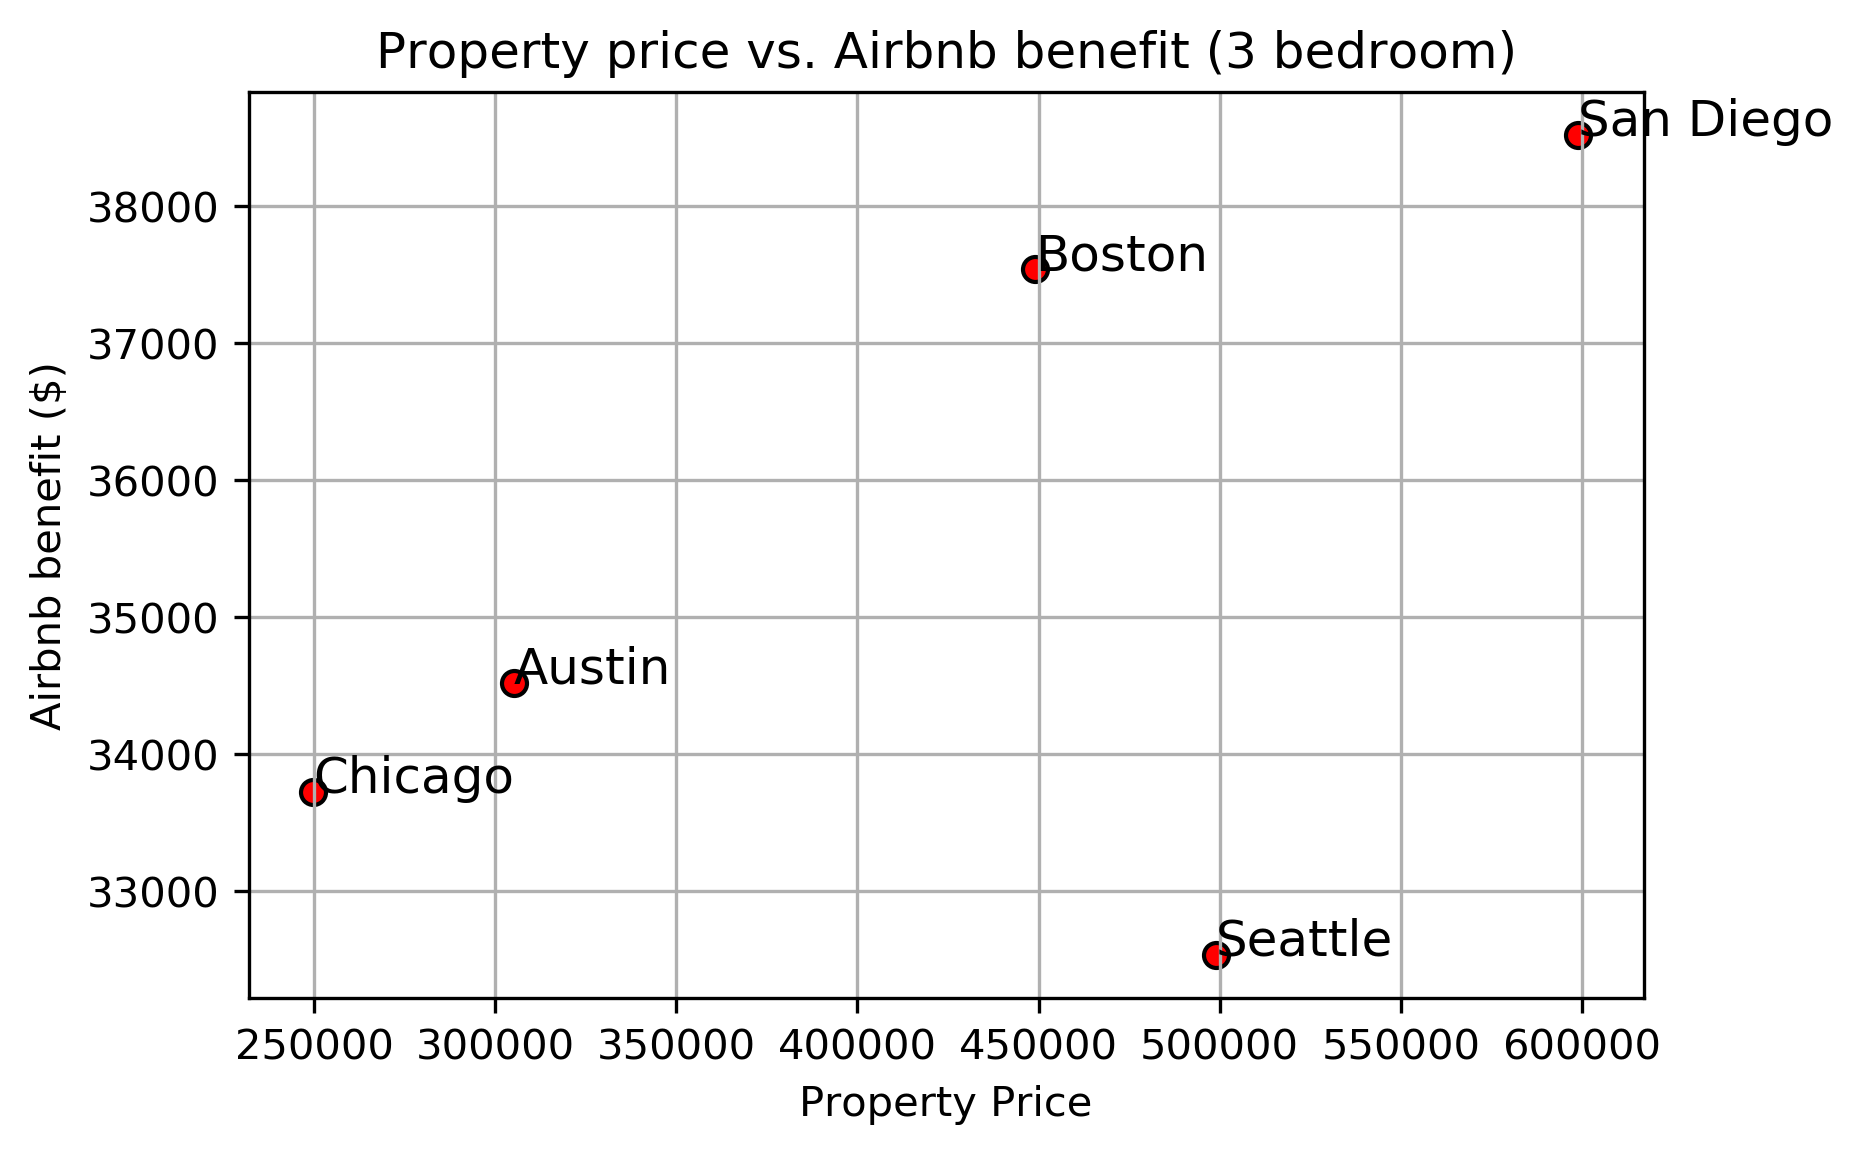 Property price vs. Airbnb benefit (3 bedroom)
San Diego
38000
Boston
37000
Airbnb benefit ($)
36000
35000
Austin
34000
Chicago
33000
Seattle
250000 300000 350000 400000 450000 500000 550000 600000
Property Price